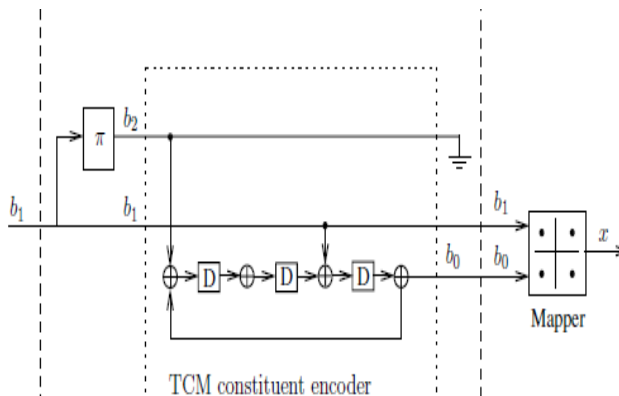 π
b₂
b₁
b₁
b₁
D
D
D
b₀
b₀
x
Mapper
TCM constituent encoder